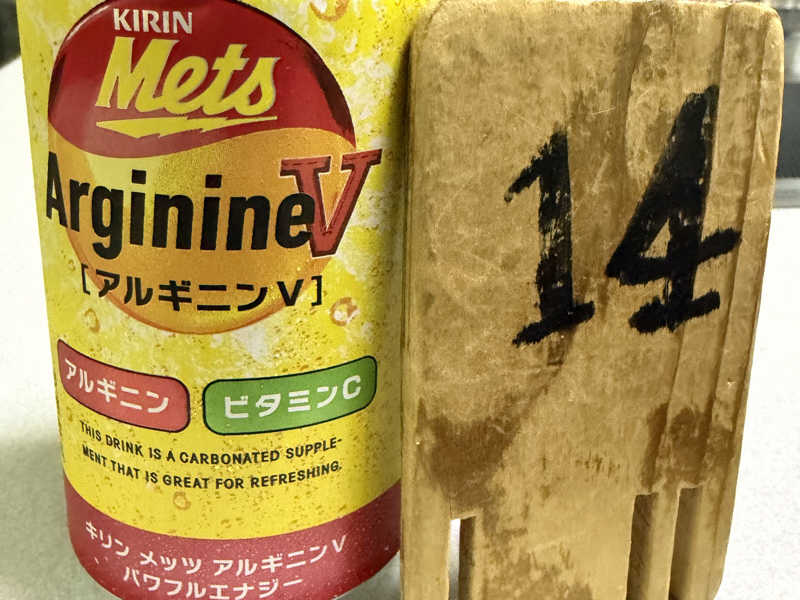 KIRIN
Mets
ArginineV
[アルギニンV]
アルギニン
ビタミンC
THIS DRINK IS A CARBONATED SUPPLE-
MENT THAT IS GREAT FOR REFRESHING.
キリン メッツ アルギニンV
パワフルエナジー
14